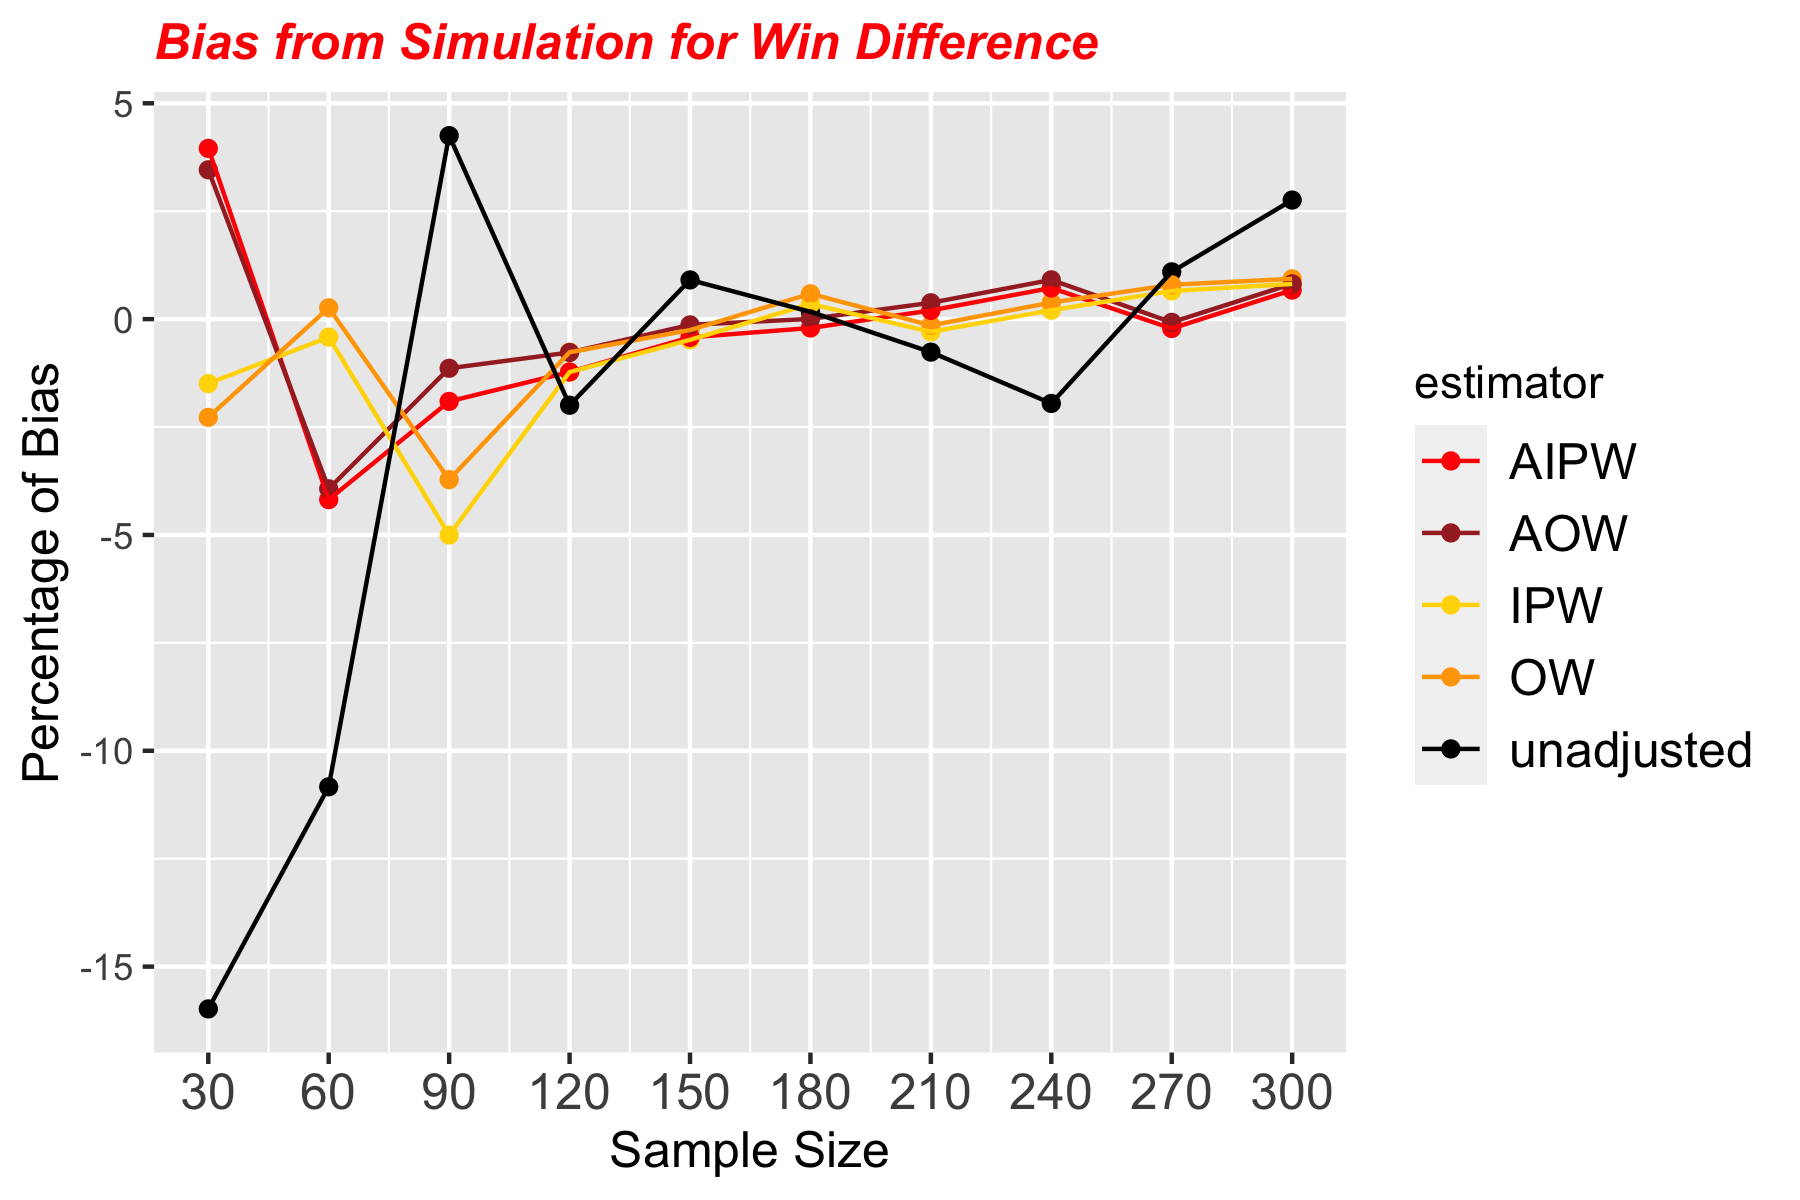 Bias from Simulation for Win Difference
Percentage of Bias
5
0
-5
-10
-15
30 60 90 120 150 180 210 240 270 300
Sample Size
estimator
AIPW
AOW
IPW
OW
unadjusted